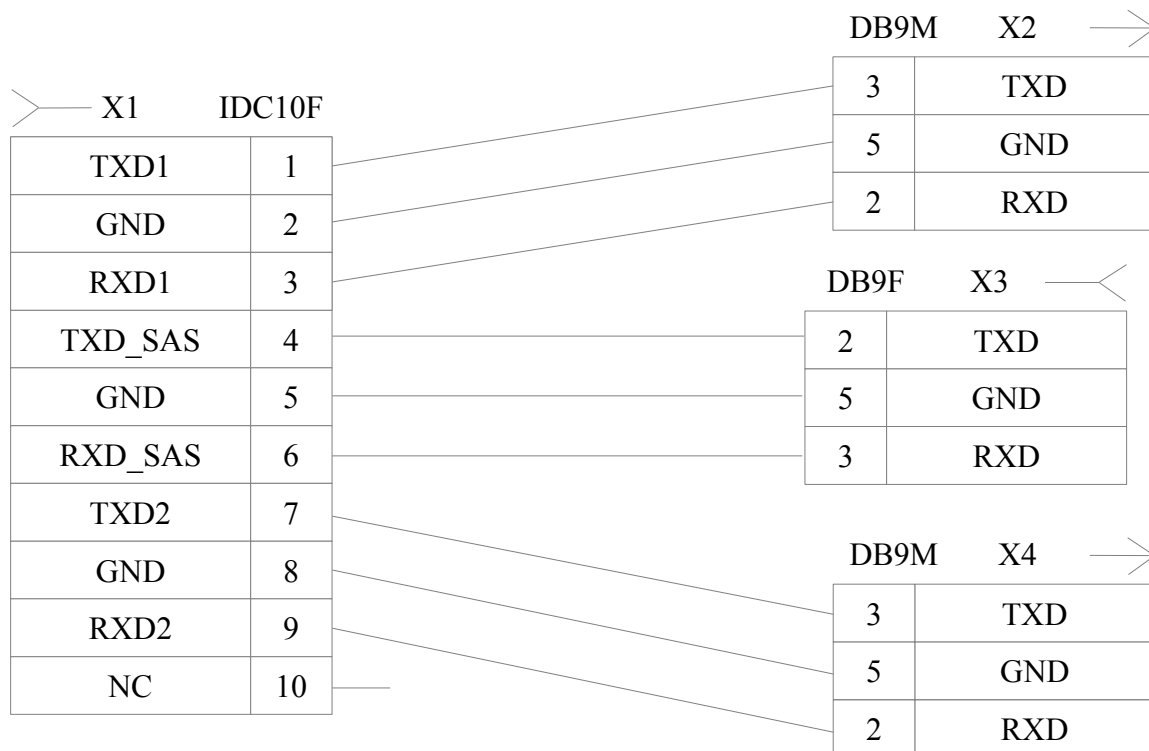 X1 IDC10F
TXD1 1
GND 2
RXD1 3
TXD_SAS 4
GND 5
RXD_SAS 6
TXD2 7
GND 8
RXD2 9
NC 10
DB9M X2
3 TXD
5 GND
2 RXD
DB9F X3
2 TXD
5 GND
3 RXD
DB9M X4
3 TXD
5 GND
2 RXD